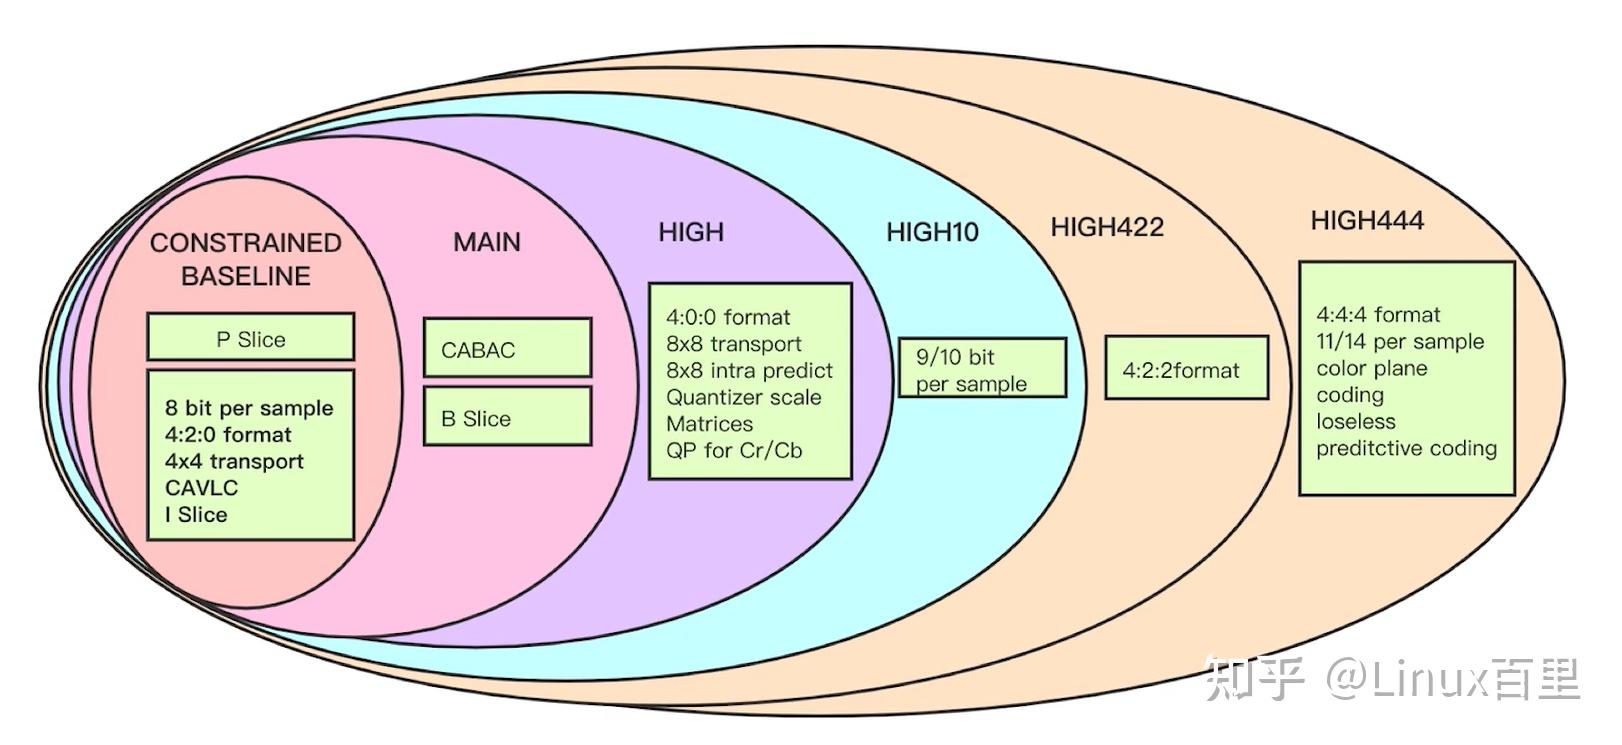 CONSTRAINED
BASELINE
P Slice
8 bit per sample
4:2:0 format
4x4 transport
CAVLC
I Slice
MAIN
CABAC
B Slice
HIGH
4:0:0 format
8x8 transport
8x8 intra predict
Quantizer scale
Matrices
QP for Cr/Cb
HIGH10
9/10 bit
per sample
HIGH422
4:2:2format
HIGH444
4:4:4 format
11/14 per sample
color plane
coding
loseless
preditctive coding
知乎 @Linux百里